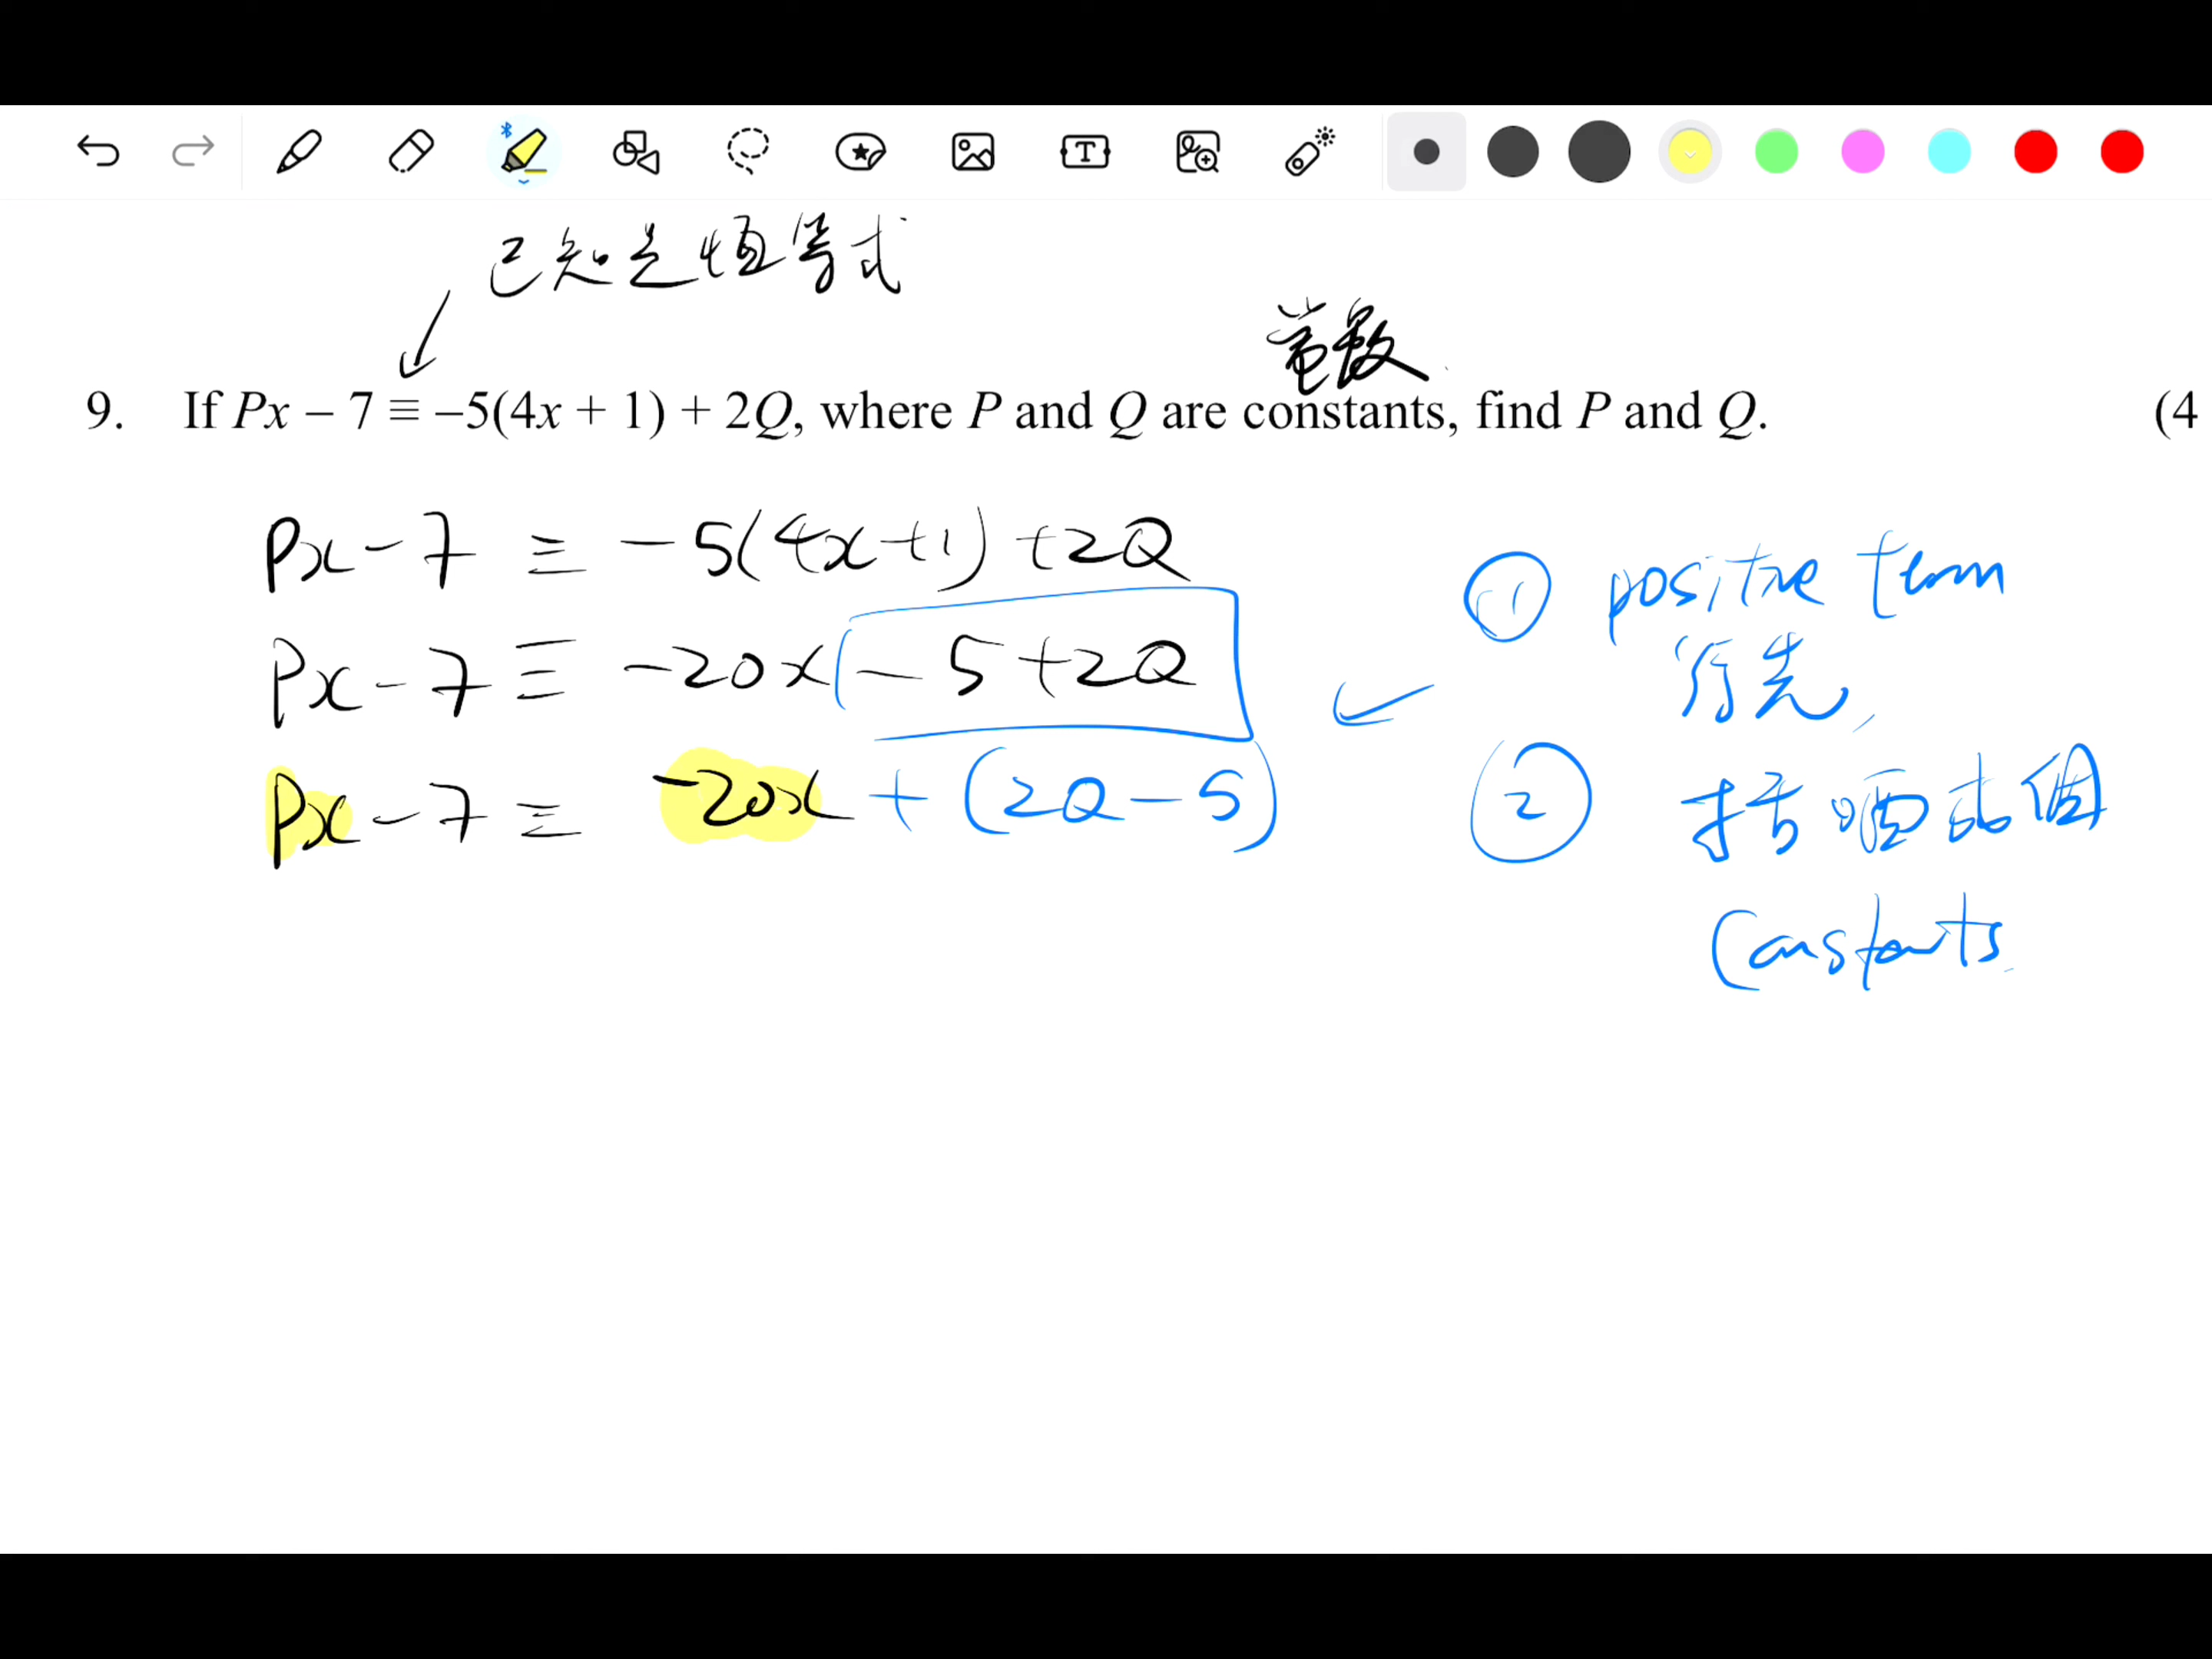 已知是恆等式
常数
9. If Px − 7 ≡ −5(4x + 1) + 2Q, where P and Q are constants, find P and Q. (4
Px − 7 ≡ −5(4x+1) + 2Q
Px − 7 ≡ −20x − 5 + 2Q
Px − 7 ≡ −20x + (2Q − 5)
① positive term
行先
② 括埋啲個
constants